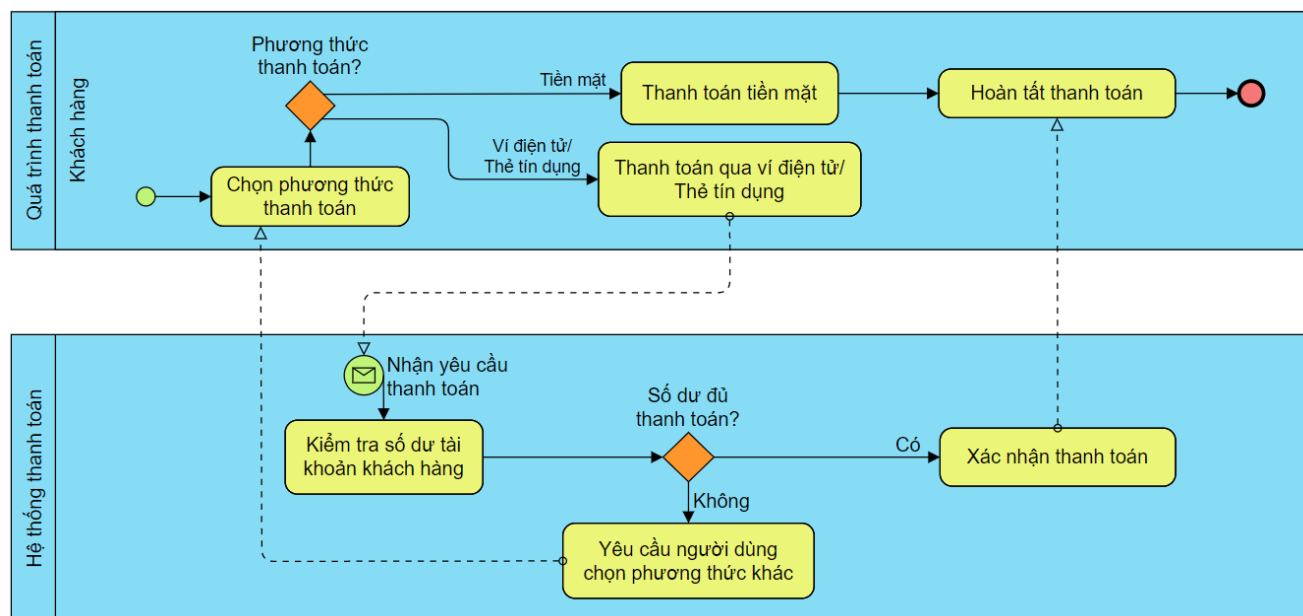 Quá trình thanh toán
Khách hàng
Phương thức
thanh toán?
Tiền mặt
Thanh toán tiền mặt
Hoàn tất thanh toán
Ví điện tử/
Thẻ tín dụng
Thanh toán qua ví điện tử/
Thẻ tín dụng
Chọn phương thức
thanh toán
Hệ thống thanh toán
Nhận yêu cầu
thanh toán
Số dư đủ
thanh toán?
Kiểm tra số dư tài
khoản khách hàng
Có
Xác nhận thanh toán
Không
Yêu cầu người dùng
chọn phương thức khác